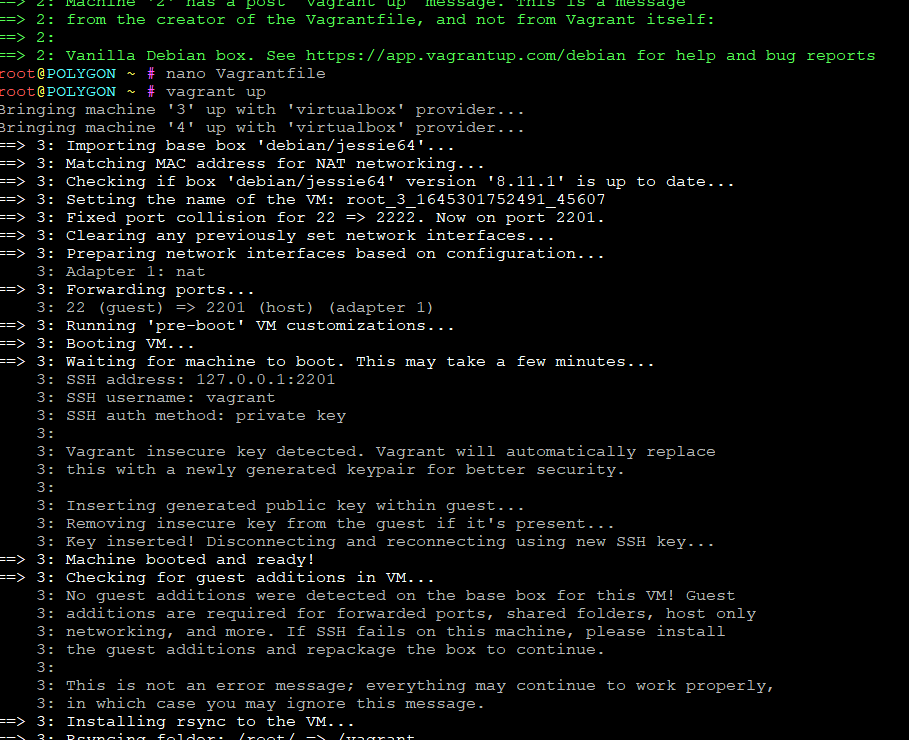 ==> 2: Machine '2' has a post `vagrant up` message. This is a message
==> 2: from the creator of the Vagrantfile, and not from Vagrant itself:
==> 2:
==> 2: Vanilla Debian box. See https://app.vagrantup.com/debian for help and bug reports
root@POLYGON ~ # nano Vagrantfile
root@POLYGON ~ # vagrant up
Bringing machine '3' up with 'virtualbox' provider...
Bringing machine '4' up with 'virtualbox' provider...
==> 3: Importing base box 'debian/jessie64'...
==> 3: Matching MAC address for NAT networking...
==> 3: Checking if box 'debian/jessie64' version '8.11.1' is up to date...
==> 3: Setting the name of the VM: root_3_1645301752491_45607
==> 3: Fixed port collision for 22 => 2222. Now on port 2201.
==> 3: Clearing any previously set network interfaces...
==> 3: Preparing network interfaces based on configuration...
3: Adapter 1: nat
==> 3: Forwarding ports...
3: 22 (guest) => 2201 (host) (adapter 1)
==> 3: Running 'pre-boot' VM customizations...
==> 3: Booting VM...
==> 3: Waiting for machine to boot. This may take a few minutes...
3: SSH address: 127.0.0.1:2201
3: SSH username: vagrant
3: SSH auth method: private key
3:
3: Vagrant insecure key detected. Vagrant will automatically replace
3: this with a newly generated keypair for better security.
3:
3: Inserting generated public key within guest...
3: Removing insecure key from the guest if it's present...
3: Key inserted! Disconnecting and reconnecting using new SSH key...
==> 3: Machine booted and ready!
==> 3: Checking for guest additions in VM...
3: No guest additions were detected on the base box for this VM! Guest
3: additions are required for forwarded ports, shared folders, host only
3: networking, and more. If SSH fails on this machine, please install
3: the guest additions and repackage the box to continue.
3:
3: This is not an error message; everything may continue to work properly,
3: in which case you may ignore this message.
==> 3: Installing rsync to the VM...
==> 3: Rsyncing folder: /root/ => /vagrant